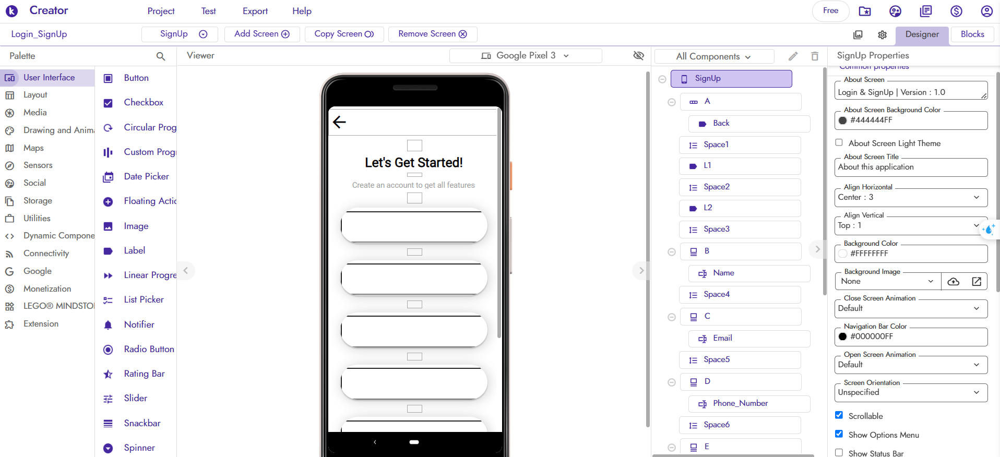 k Creator Project Test Export Help Free
Login_SignUp SignUp Add Screen Copy Screen Remove Screen Designer Blocks
Palette
User Interface
Layout
Media
Drawing and Anima
Maps
Sensors
Social
Storage
Utilities
Dynamic Compone
Connectivity
Google
Monetization
LEGO® MINDSTO
Extension
Button
Checkbox
Circular Prog
Custom Progr
Date Picker
Floating Actio
Image
Label
Linear Progre
List Picker
Notifier
Radio Button
Rating Bar
Slider
Snackbar
Spinner
Viewer
Google Pixel 3
Let's Get Started!
Create an account to get all features
All Components
SignUp
A
Back
Space1
L1
Space2
L2
Space3
B
Name
Space4
C
Email
Space5
D
Phone_Number
Space6
E
SignUp Properties
Common properties
About Screen
Login & SignUp | Version : 1.0
About Screen Background Color
#444444FF
About Screen Light Theme
About Screen Title
About this application
Align Horizontal
Center : 3
Align Vertical
Top : 1
Background Color
#FFFFFFFF
Background Image
None
Close Screen Animation
Default
Navigation Bar Color
#000000FF
Open Screen Animation
Default
Screen Orientation
Unspecified
Scrollable
Show Options Menu
Show Status Bar